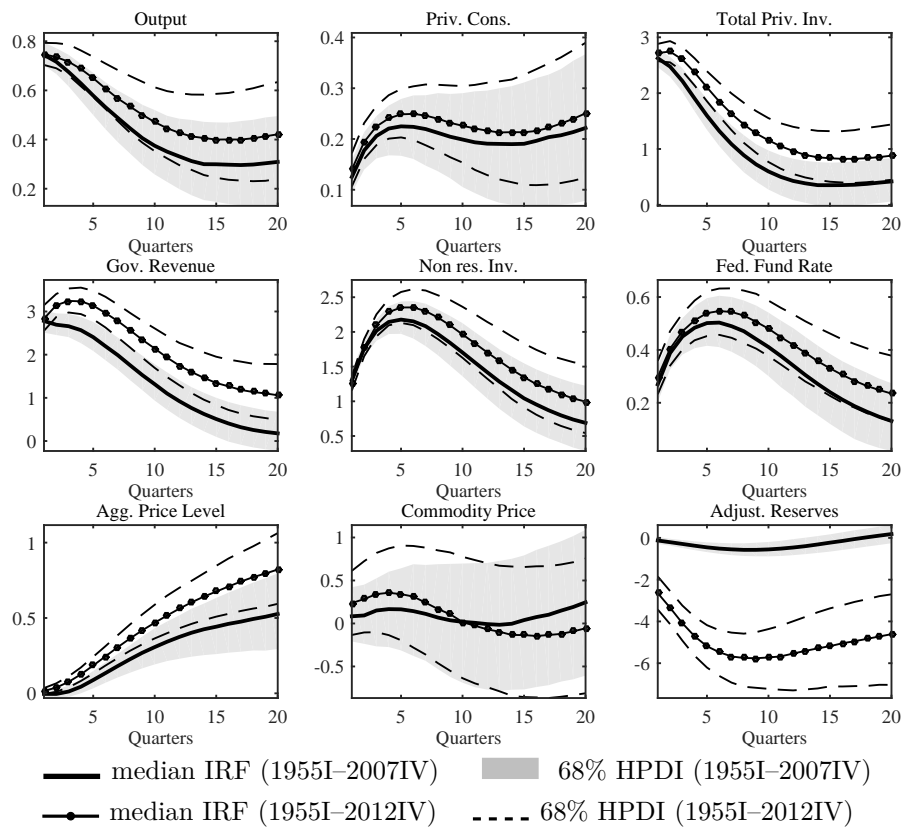 Output
Priv. Cons.
Total Priv. Inv.
0.8
0.6
0.4
0.2
5 10 15 20
Quarters
0.4
0.3
0.2
0.1
5 10 15 20
Quarters
3
2
1
0
5 10 15 20
Quarters
Gov. Revenue
Non res. Inv.
Fed. Fund Rate
3
2
1
0
5 10 15 20
Quarters
2.5
2
1.5
1
0.5
5 10 15 20
Quarters
0.6
0.4
0.2
5 10 15 20
Quarters
Agg. Price Level
Commodity Price
Adjust. Reserves
1
0.5
0
5 10 15 20
Quarters
1
0.5
0
-0.5
5 10 15 20
Quarters
0
-2
-4
-6
5 10 15 20
Quarters
median IRF (1955I–2007IV)
68% HPDI (1955I–2007IV)
median IRF (1955I–2012IV)
68% HPDI (1955I–2012IV)